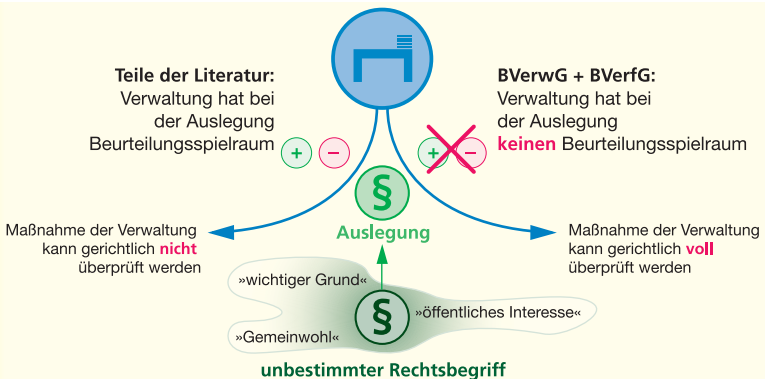 Teile der Literatur:
Verwaltung hat bei
der Auslegung
Beurteilungsspielraum
+ −
BVerwG + BVerfG:
Verwaltung hat bei
der Auslegung
keinen Beurteilungsspielraum
+ −
§
Auslegung
Maßnahme der Verwaltung
kann gerichtlich nicht
überprüft werden
Maßnahme der Verwaltung
kann gerichtlich voll
überprüft werden
»wichtiger Grund«
§
»öffentliches Interesse«
»Gemeinwohl«
unbestimmter Rechtsbegriff